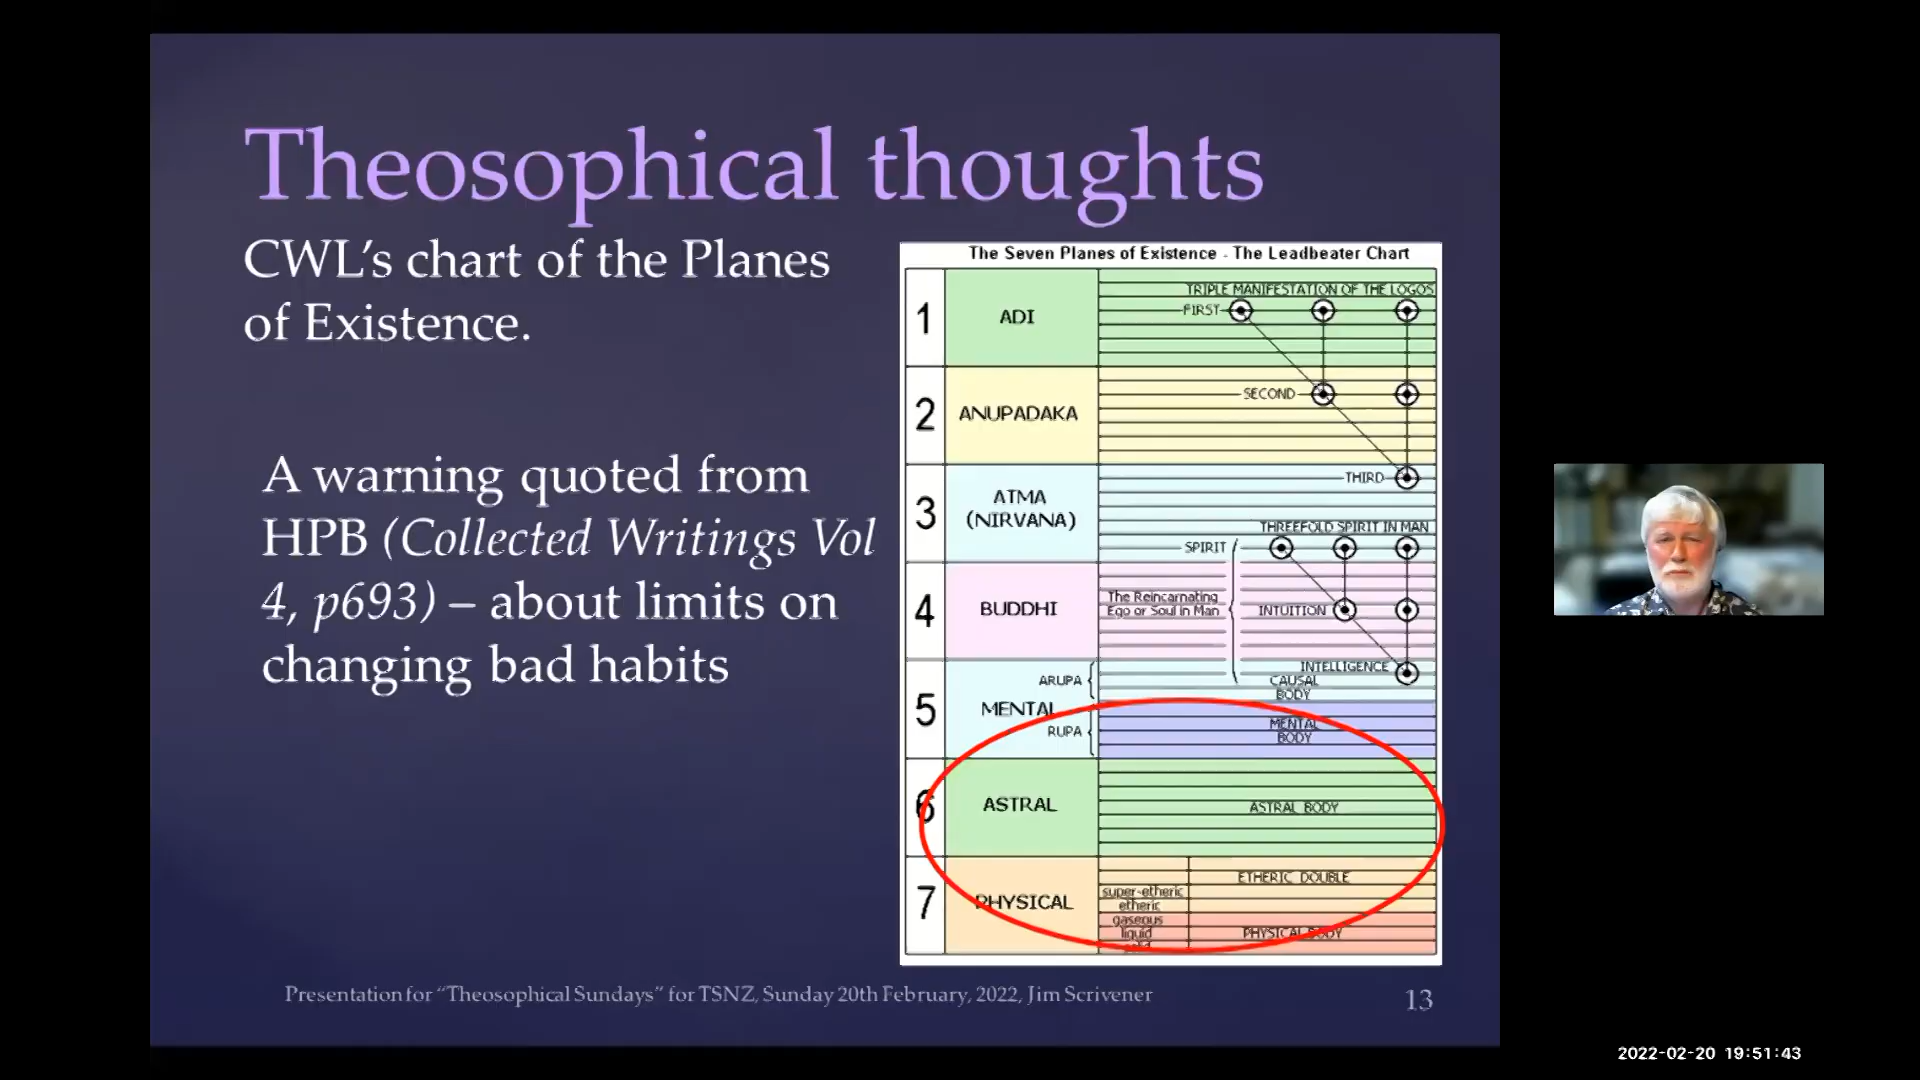 Theosophical thoughts
CWL's chart of the Planes
of Existence.
A warning quoted from
HPB (Collected Writings Vol
4, p693) – about limits on
changing bad habits
The Seven Planes of Existence - The Leadbeater Chart
1
ADI
TRIPLE MANIFESTATION OF THE LOGOS
FIRST
2
ANUPADAKA
SECOND
3
ATMA
(NIRVANA)
THIRD
THREEFOLD SPIRIT IN MAN
SPIRIT
4
BUDDHI
The Reincarnating
Ego or Soul in Man
INTUITION
5
MENTAL
ARUPA
RUPA
INTELLIGENCE
CAUSAL
BODY
MENTAL
BODY
6
ASTRAL
ASTRAL BODY
7
PHYSICAL
super-etheric
etheric
gaseous
liquid
solid
ETHERIC DOUBLE
PHYSICAL BODY
Presentation for “Theosophical Sundays” for TSNZ, Sunday 20th February, 2022, Jim Scrivener
13
2022-02-20 19:51:43